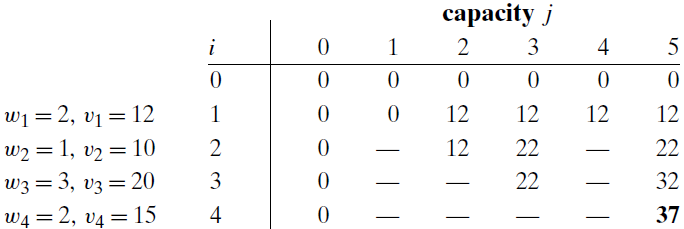 capacity j
i 0 1 2 3 4 5
0 0 0 0 0 0 0
w₁ = 2, v₁ = 12 1 0 0 12 12 12 12
w₂ = 1, v₂ = 10 2 0 — 12 22 — 22
w₃ = 3, v₃ = 20 3 0 — — 22 — 32
w₄ = 2, v₄ = 15 4 0 — — — — 37